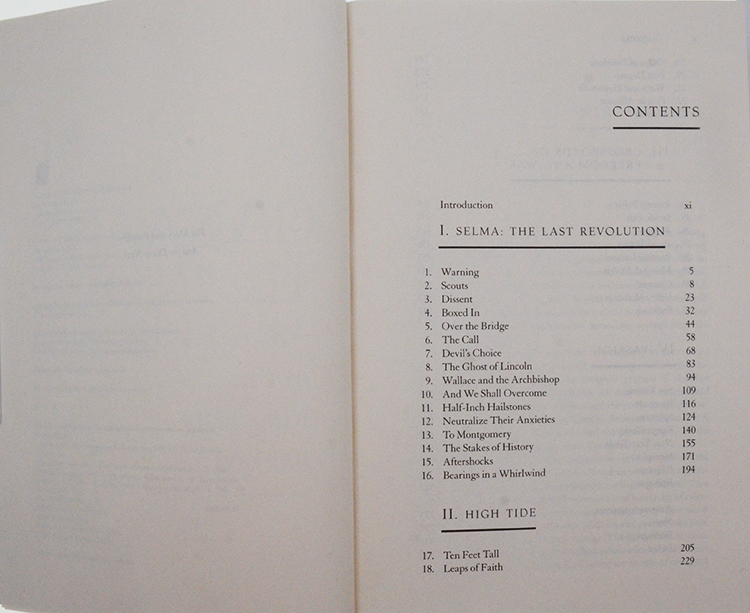 CONTENTS
Introduction xi
I. SELMA: THE LAST REVOLUTION
1. Warning 5
2. Scouts 8
3. Dissent 23
4. Boxed In 32
5. Over the Bridge 44
6. The Call 58
7. Devil's Choice 68
8. The Ghost of Lincoln 83
9. Wallace and the Archbishop 94
10. And We Shall Overcome 109
11. Half-Inch Hailstones 116
12. Neutralize Their Anxieties 124
13. To Montgomery 140
14. The Stakes of History 155
15. Aftershocks 171
16. Bearings in a Whirlwind 194
II. HIGH TIDE
17. Ten Feet Tall 205
18. Leaps of Faith 229